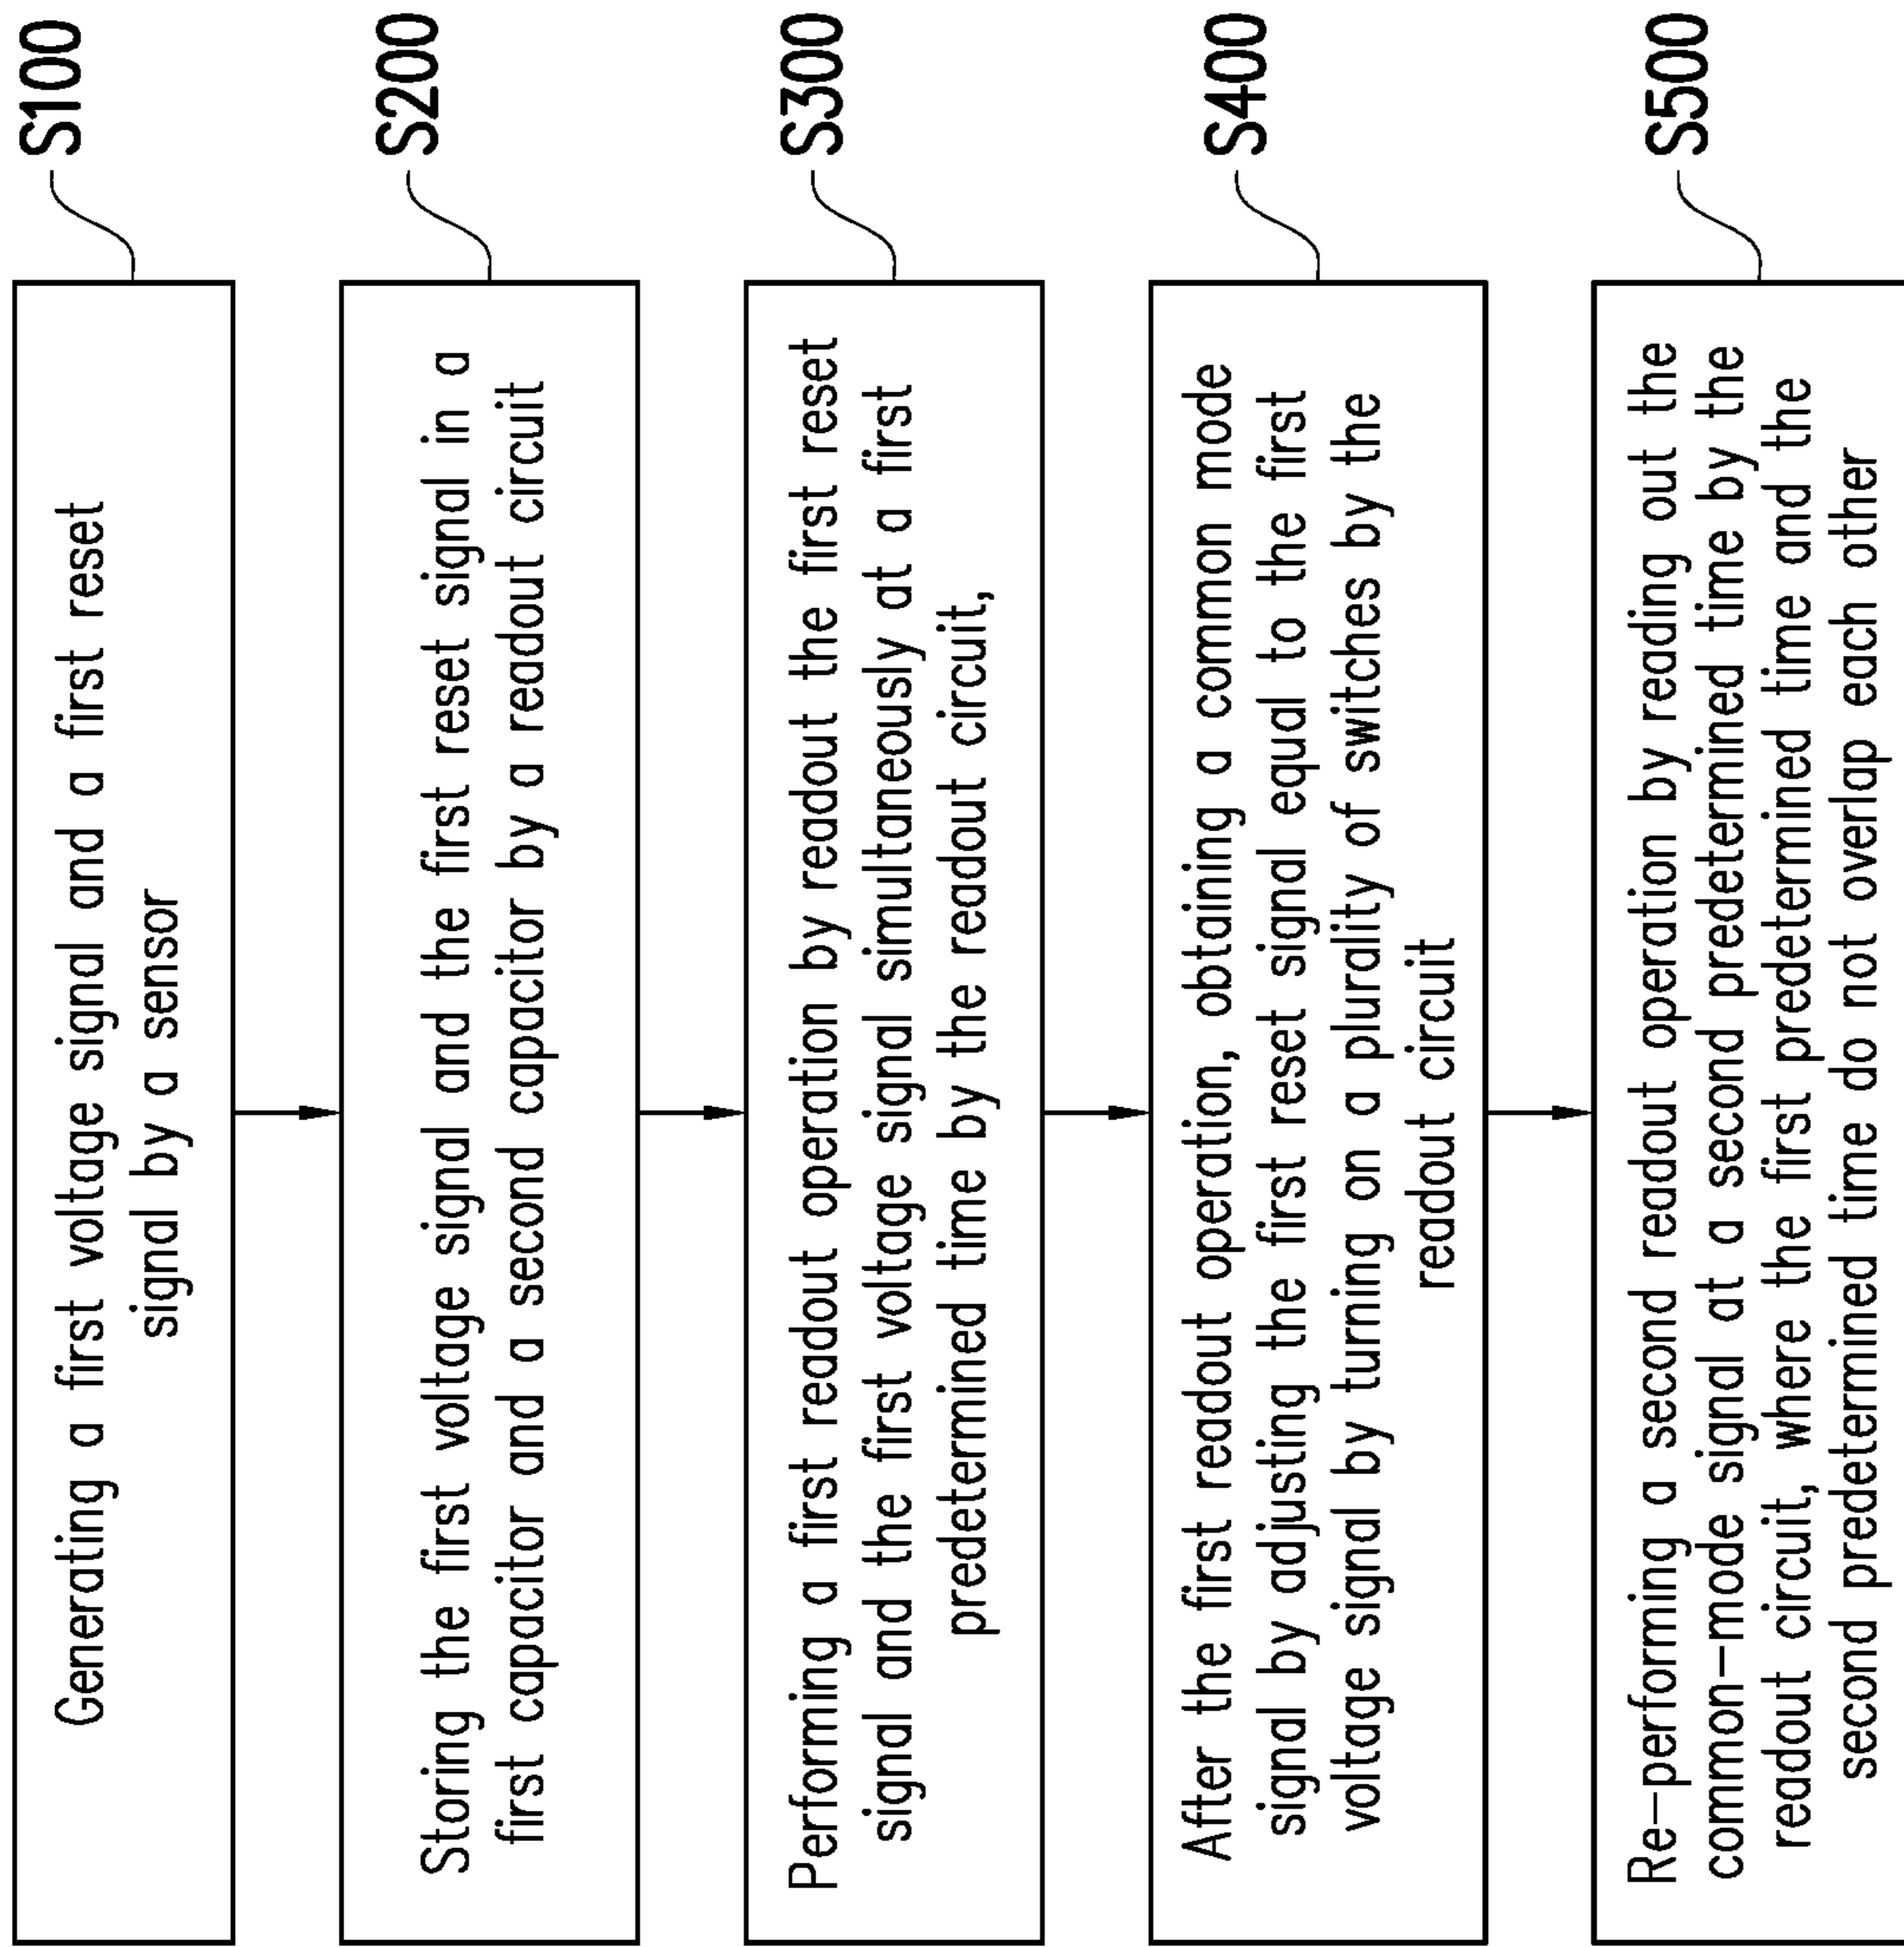 Generating a first voltage signal and a first reset
signal by a sensor
S100
Storing the first voltage signal and the first reset signal in a
first capacitor and a second capacitor by a readout circuit
S200
Performing a first readout operation by readout the first reset
signal and the first voltage signal simultaneously at a first
predetermined time by the readout circuit,
S300
After the first readout operation, obtaining a common mode
signal by adjusting the first reset signal equal to the first
voltage signal by turning on a plurality of switches by the
readout circuit
S400
Re-performing a second readout operation by reading out the
common-mode signal at a second predetermined time by the
readout circuit, where the first predetermined time and the
second predetermined time do not overlap each other
S500